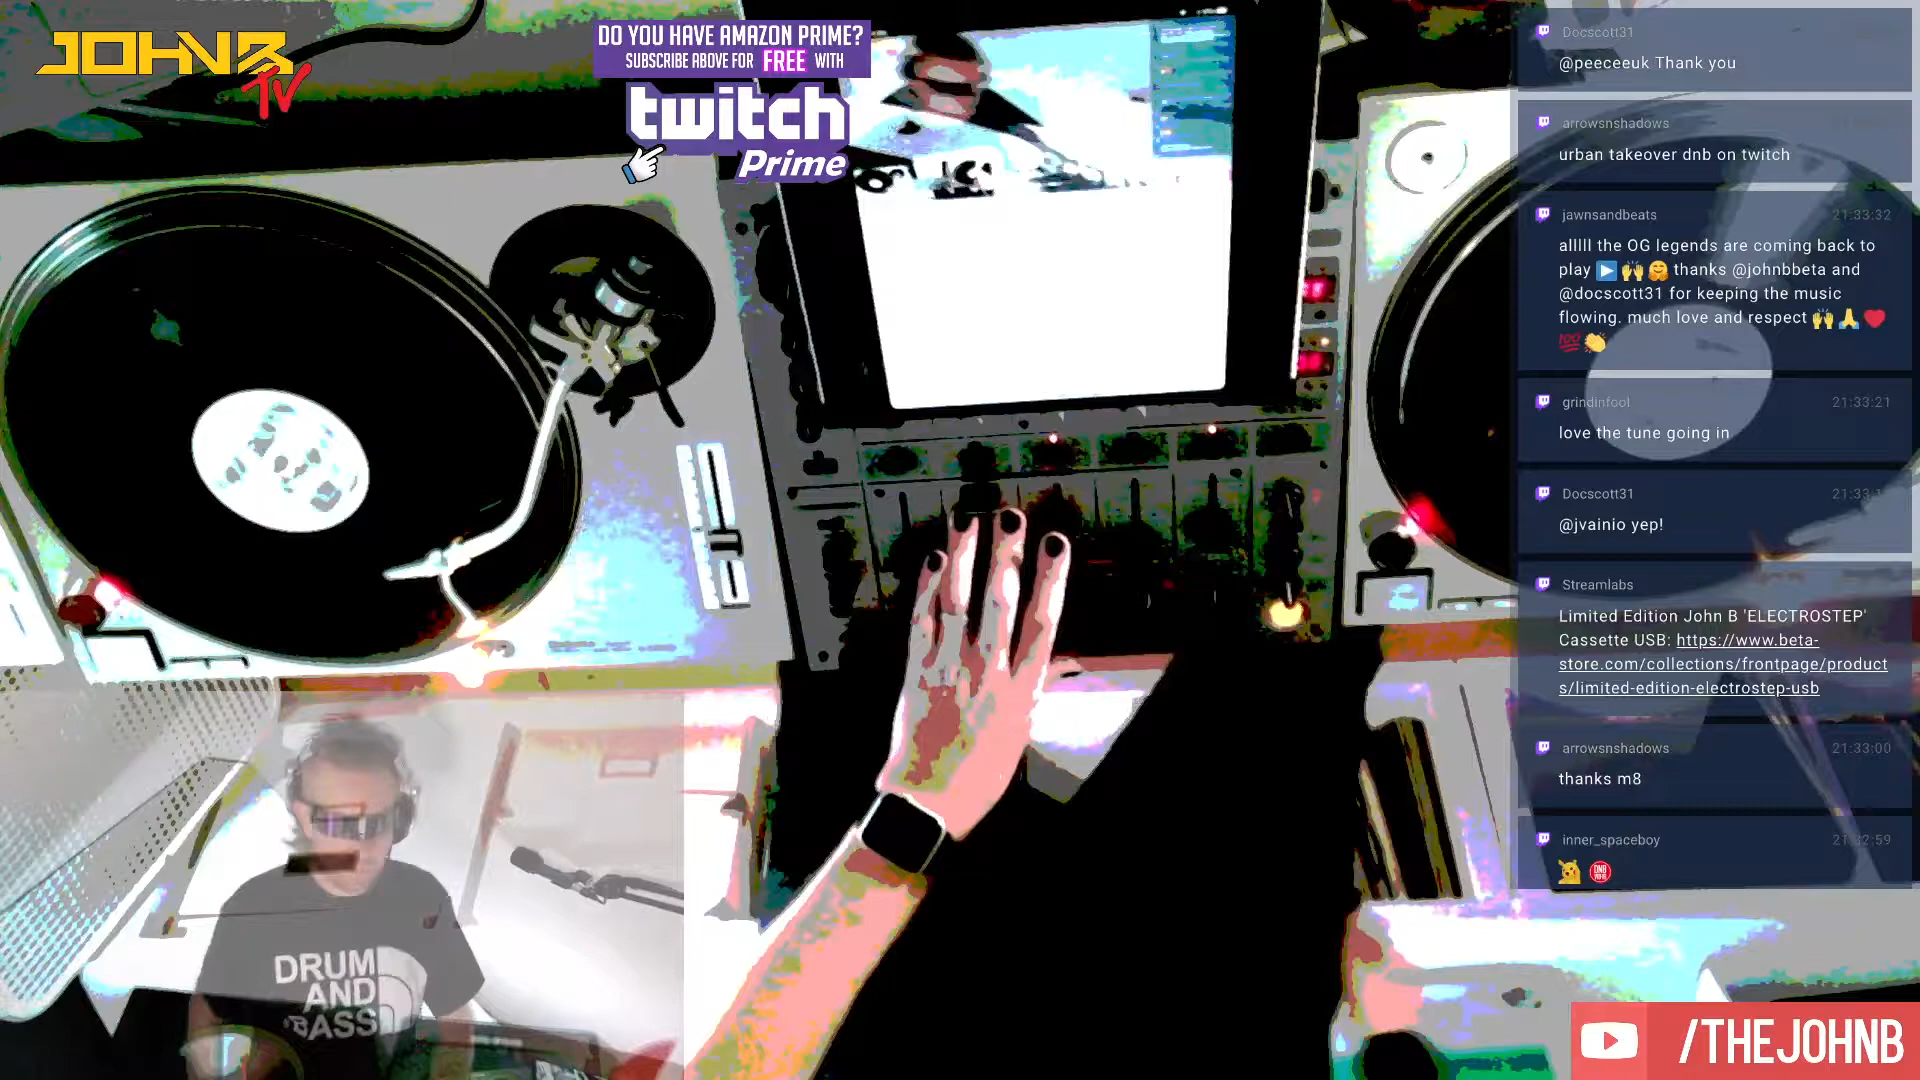 JOHN B
TV
DO YOU HAVE AMAZON PRIME?
SUBSCRIBE ABOVE FOR FREE WITH
twitch
Prime
Docscott31
@peeceeuk Thank you
arrowsnshadows
urban takeover dnb on twitch
jawnsandbeats 21:33:32
alllll the OG legends are coming back to
play ▶️ 🙌 🤗 thanks @johnbbeta and
@docscott31 for keeping the music
flowing. much love and respect 🙌 🙏 ❤️
💯 👏
grindinfool 21:33:21
love the tune going in
Docscott31
@jvainio yep!
Streamlabs
Limited Edition John B 'ELECTROSTEP'
Cassette USB: https://www.beta-
store.com/collections/frontpage/product
s/limited-edition-electrostep-usb
arrowsnshadows 21:33:00
thanks m8
inner_spaceboy 21:32:59
DRUM
AND
BASS
/THEJOHNB